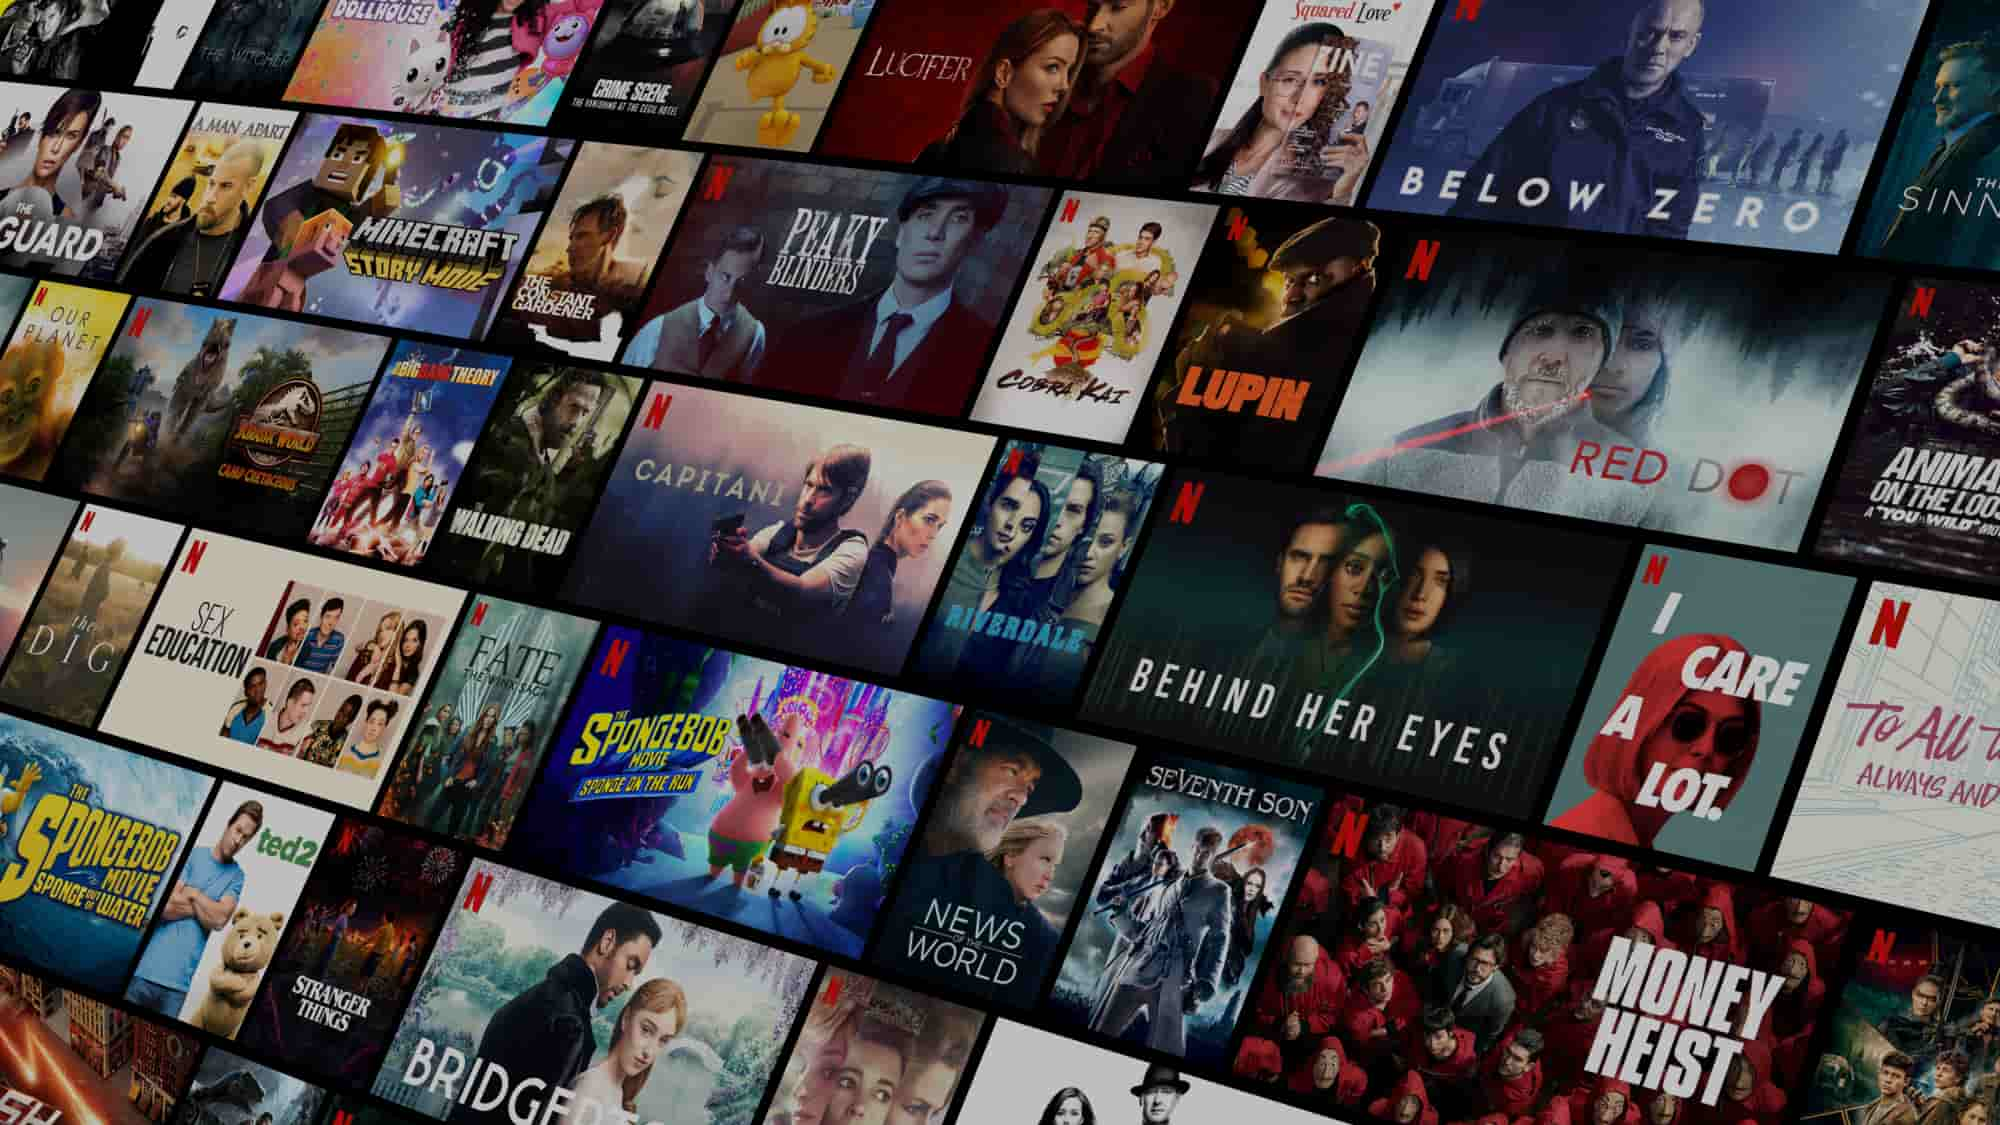 THE WITCHER
DOLLHOUSE
CRIME SCENE
THE VANISHING AT THE CECIL HOTEL
LUCIFER
Squared Love
LINE
N
BELOW ZERO
THE
SINN
THE
GUARD
A MAN APART
MINECRAFT
STORY MODE
THE
CONSTANT
GARDENER
N
PEAKY
BLINDERS
N
COBRA KAI
N
LUPIN
N
RED DOT
N
ANIMA
ON THE LOOS
A "YOU VS WILD" MOV
N
OUR
PLANET
N
JURASSIC WORLD
CAMP CRETACEOUS
THE BIG BANG THEORY
THE
WALKING DEAD
N
CAPITANI
N
RIVERDALE
N
BEHIND HER EYES
N
I
CARE
A
LOT.
N
To All t
ALWAYS AND
N
the
DIG
N
SEX
EDUCATION
N
FATE
THE WINX SAGA
N
THE
SPONGEBOB
MOVIE
SPONGE ON THE RUN
N
NEWS
OF THE
WORLD
SEVENTH SON
N
MONEY
HEIST
N
THE
SPONGEBOB
MOVIE
SPONGE OUT OF WATER
ted2
N
STRANGER
THINGS
N
BRIDGERTO
N
SH
N